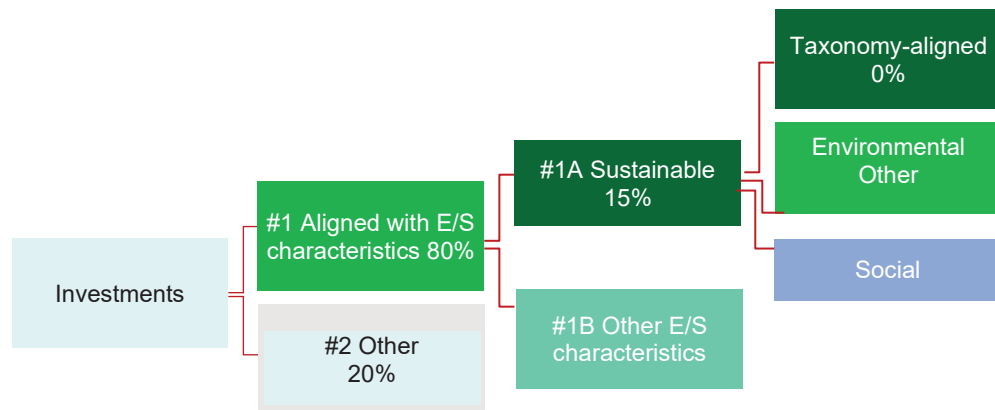 Investments
#1 Aligned with E/S
characteristics 80%
#2 Other
20%
#1A Sustainable
15%
#1B Other E/S
characteristics
Taxonomy-aligned
0%
Environmental
Other
Social